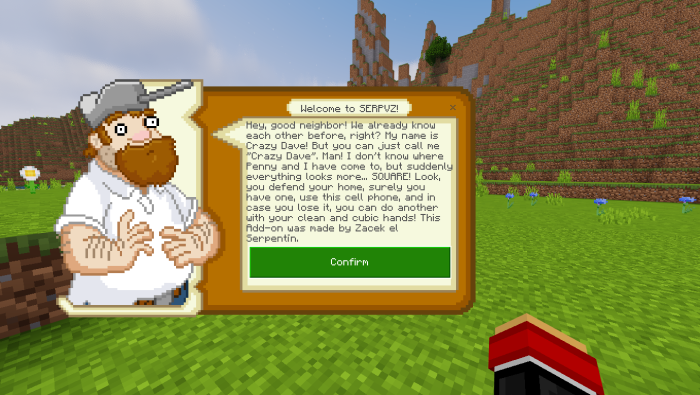 Welcome to SERPVZ!
Hey, good neighbor! We already know
each other before, right? My name is
Crazy Dave! But you can just call me
"Crazy Dave". Man! I don't know where
Penny and I have come to, but suddenly
everything looks more... SQUARE! Look,
you defend your home, surely you
have one, use this cell phone, and in
case you lose it, you can do another
with your clean and cubic hands! This
Add-on was made by Zacek el
Serpentin.
Confirm